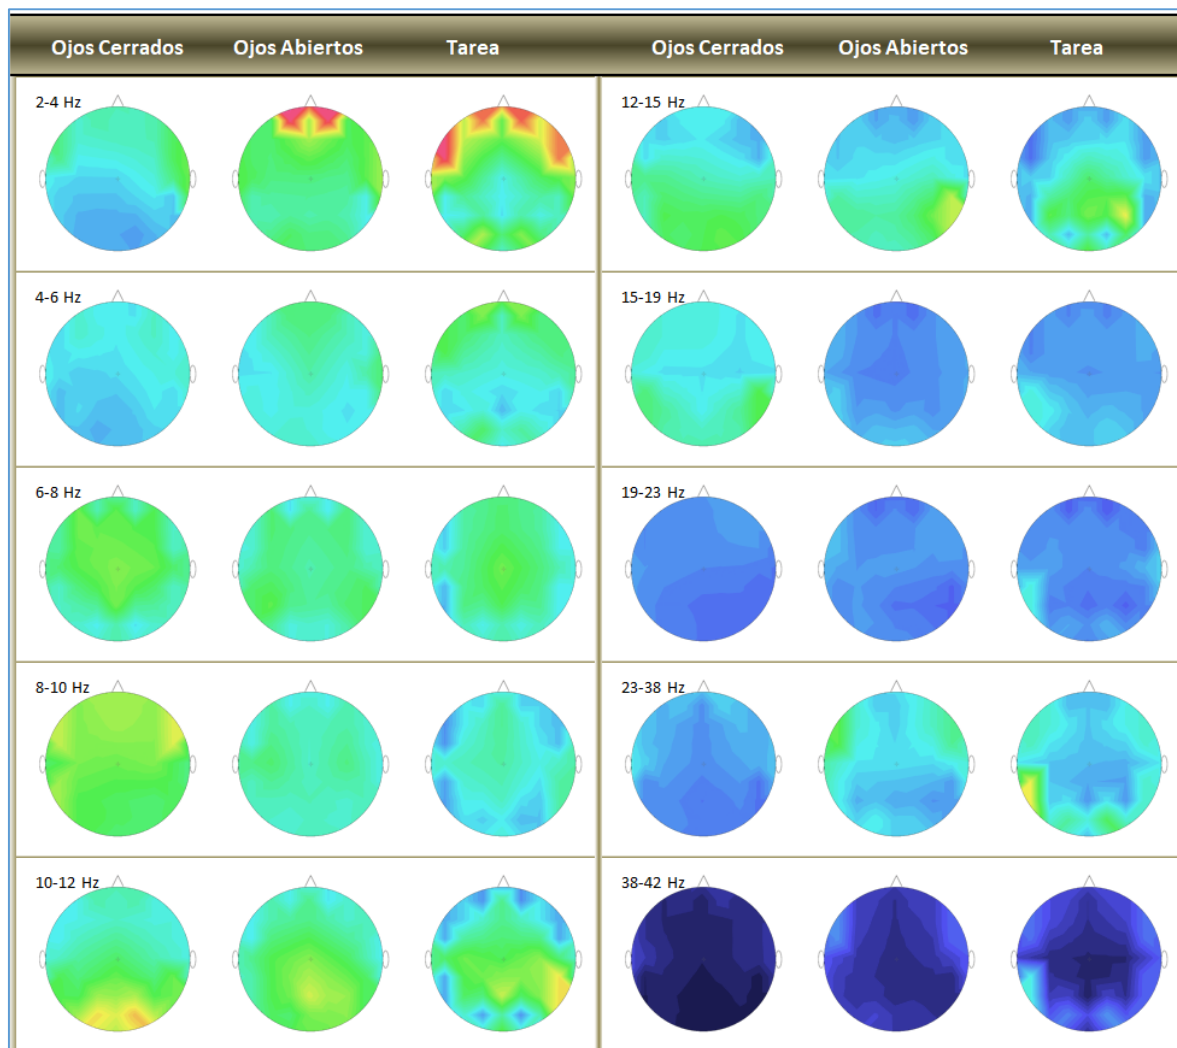 Ojos Cerrados Ojos Abiertos Tarea Ojos Cerrados Ojos Abiertos Tarea
2-4 Hz
12-15 Hz
4-6 Hz
15-19 Hz
6-8 Hz
19-23 Hz
8-10 Hz
23-38 Hz
10-12 Hz
38-42 Hz